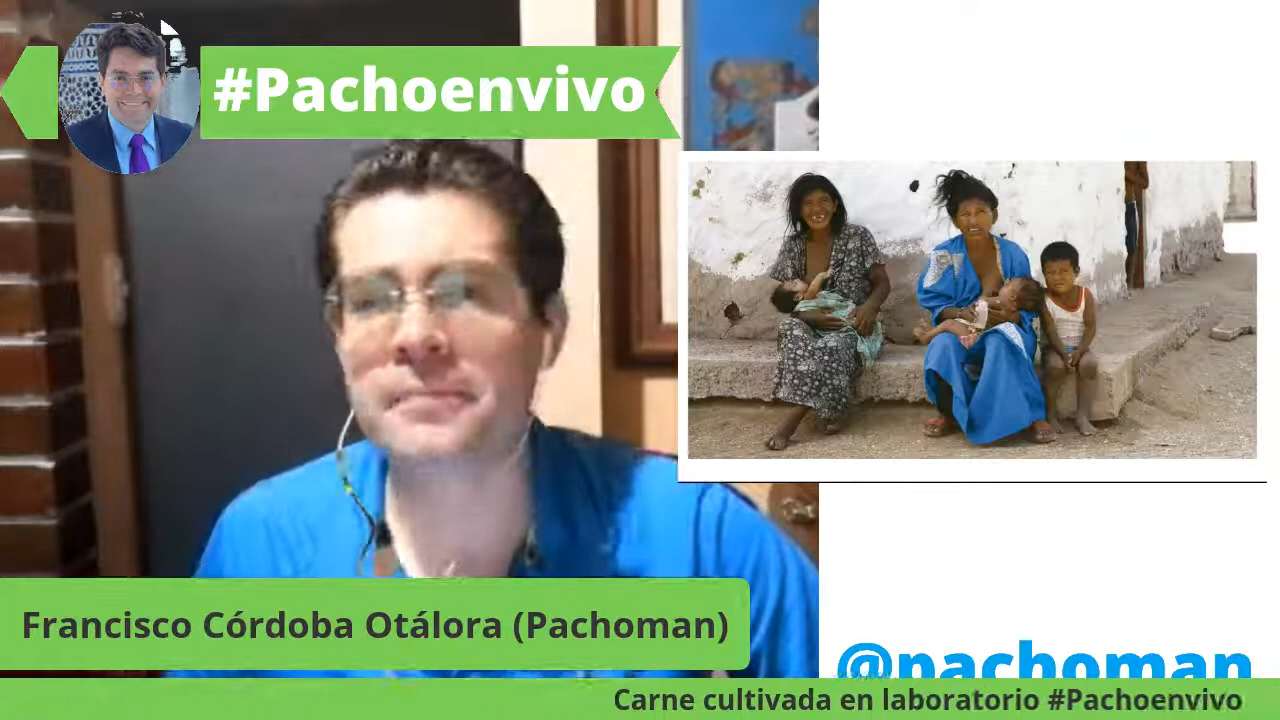 #Pachoenvivo
Francisco Córdoba Otálora (Pachoman)
@pachoman
Carne cultivada en laboratorio #Pachoenvivo